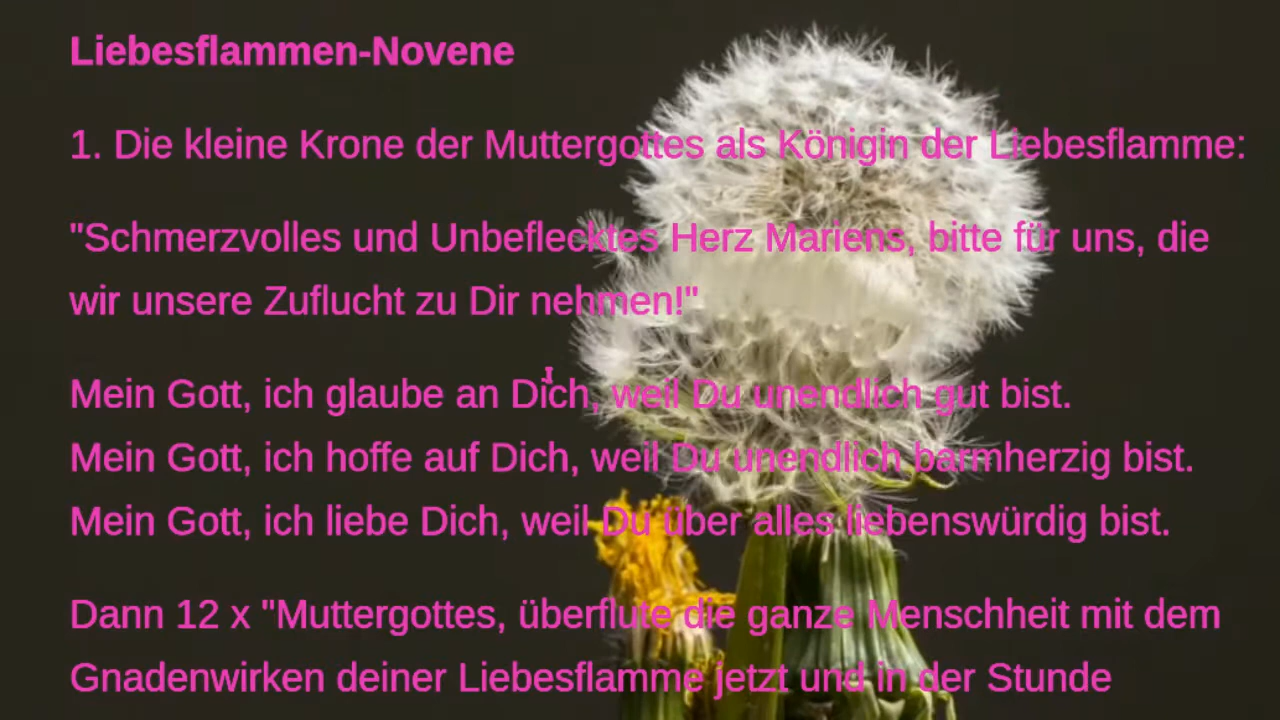 Liebesflammen-Novene
1. Die kleine Krone der Muttergottes als Königin der Liebesflamme:
"Schmerzvolles und Unbeflecktes Herz Mariens, bitte für uns, die
wir unsere Zuflucht zu Dir nehmen!"
Mein Gott, ich glaube an Dich, weil Du unendlich gut bist.
Mein Gott, ich hoffe auf Dich, weil Du unendlich barmherzig bist.
Mein Gott, ich liebe Dich, weil Du über alles liebenswürdig bist.
Dann 12 x "Muttergottes, überflute die ganze Menschheit mit dem
Gnadenwirken deiner Liebesflamme jetzt und in der Stunde